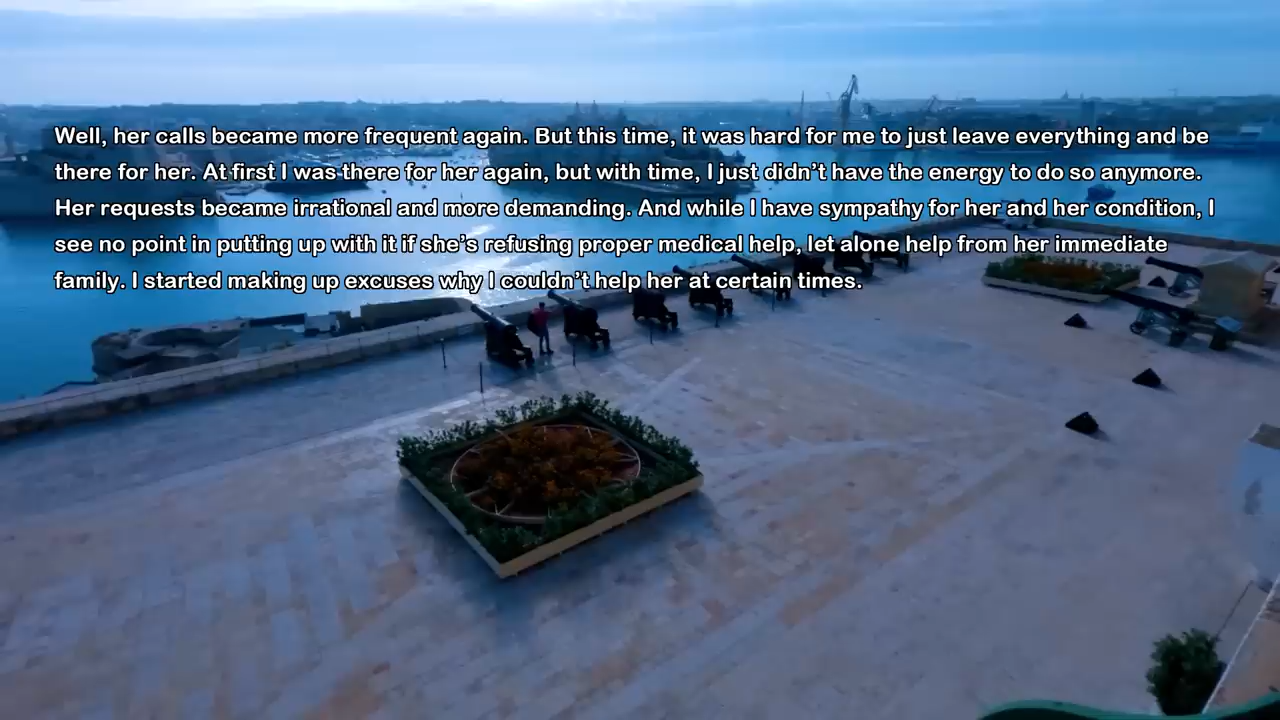 Well, her calls became more frequent again. But this time, it was hard for me to just leave everything and be
there for her. At first I was there for her again, but with time, I just didn’t have the energy to do so anymore.
Her requests became irrational and more demanding. And while I have sympathy for her and her condition, I
see no point in putting up with it if she’s refusing proper medical help, let alone help from her immediate
family. I started making up excuses why I couldn’t help her at certain times.